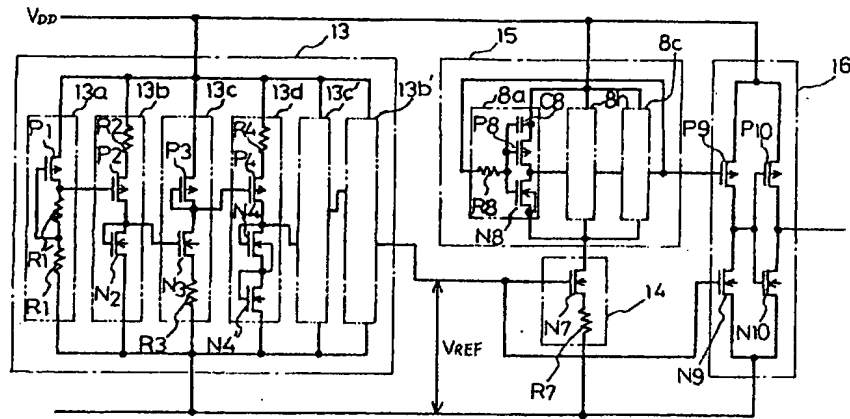 VDD
13
15
8c
16
13a
13b
13c
13d
13c'
13b'
8a
C8
8b
P1
R2
P2
P3
R4
P4
P8
P9
P10
R1'
R1
N2
N3
R3
N4
N4'
R8
N8
N7
14
R7
VREF
N9
N10